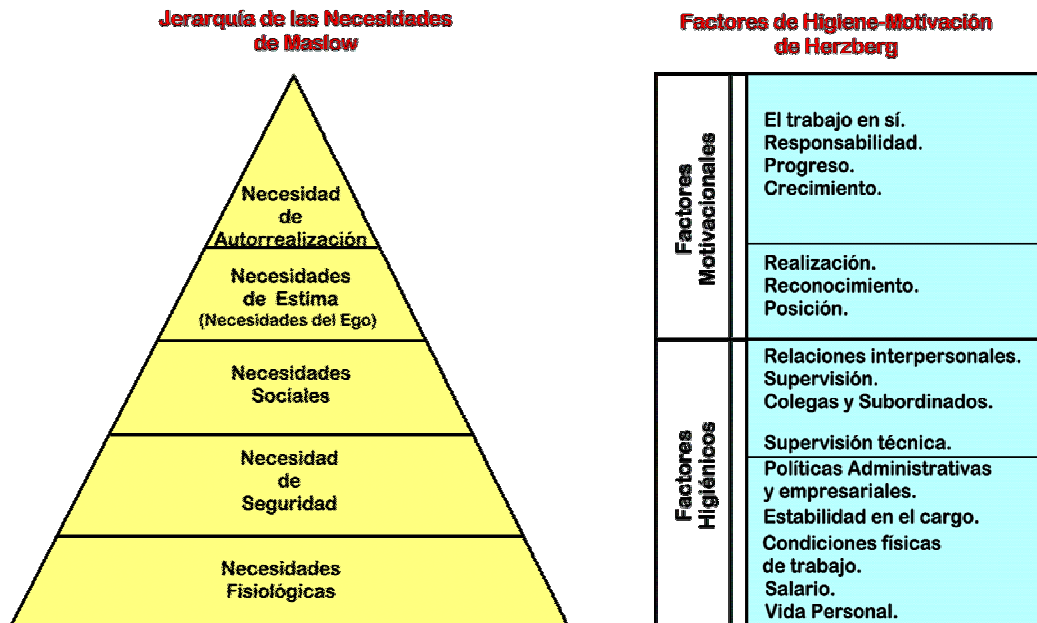 Jerarquía de las Necesidades
de Maslow
Necesidad
de
Autorrealización
Necesidades
de Estima
(Necesidades del Ego)
Necesidades
Sociales
Necesidad
de
Seguridad
Necesidades
Fisiológicas
Factores de Higiene-Motivación
de Herzberg
Factores
Motivacionales
El trabajo en sí.
Responsabilidad.
Progreso.
Crecimiento.
Realización.
Reconocimiento.
Posición.
Factores
Higiénicos
Relaciones interpersonales.
Supervisión.
Colegas y Subordinados.
Supervisión técnica.
Políticas Administrativas
y empresariales.
Estabilidad en el cargo.
Condiciones físicas
de trabajo.
Salario.
Vida Personal.